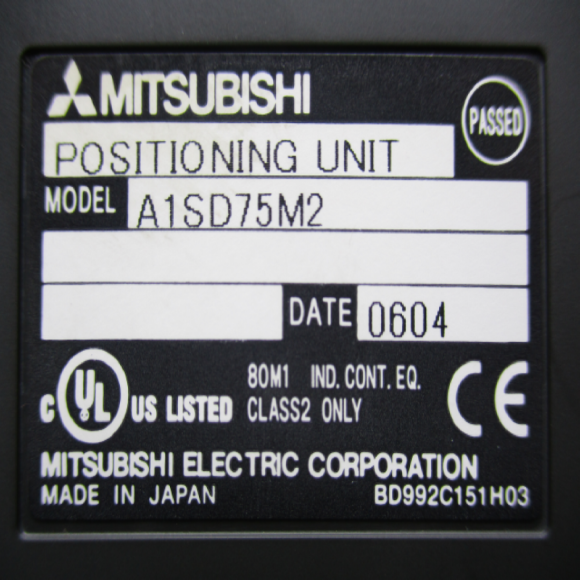 MITSUBISHI
PASSED
POSITIONING UNIT
MODEL A1SD75M2
DATE 0604
C UL US LISTED
80M1 IND. CONT. EQ.
CLASS2 ONLY
CE
MITSUBISHI ELECTRIC CORPORATION
MADE IN JAPAN BD992C151H03